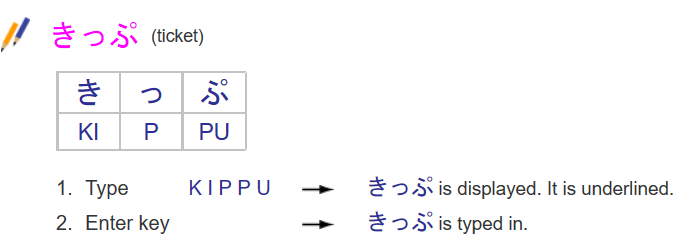 きっぷ (ticket)
き っ ぷ
KI P PU
1. Type K I P P U → きっぷ is displayed. It is underlined.
2. Enter key → きっぷ is typed in.